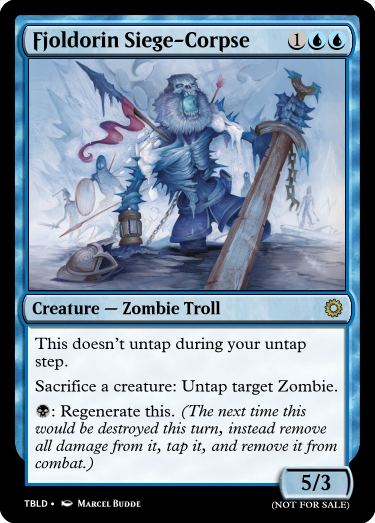 Fjoldorin Siege-Corpse 1
Creature — Zombie Troll
This doesn't untap during your untap
step.
Sacrifice a creature: Untap target Zombie.
: Regenerate this. (The next time this
would be destroyed this turn, instead remove
all damage from it, tap it, and remove it from
combat.)
5/3
TBLD • Marcel Budde
(NOT FOR SALE)